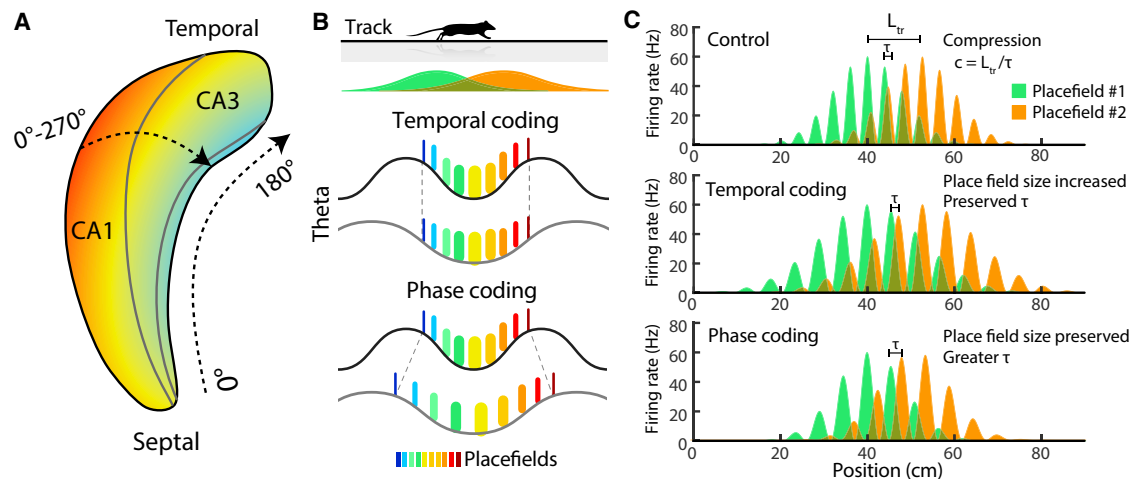 A
Temporal
CA3
0°-270°
180°
CA1
0°
Septal
B
Track
Temporal coding
Theta
Phase coding
Placefields
C
Control
L_tr
τ
Compression
c = L_tr/τ
Placefield #1
Placefield #2
Firing rate (Hz)
80
60
40
20
0
0 20 40 60 80
Temporal coding
τ
Place field size increased
Preserved τ
Firing rate (Hz)
80
60
40
20
0
0 20 40 60 80
Phase coding
τ
Place field size preserved
Greater τ
Firing rate (Hz)
80
60
40
20
0
0 20 40 60 80
Position (cm)